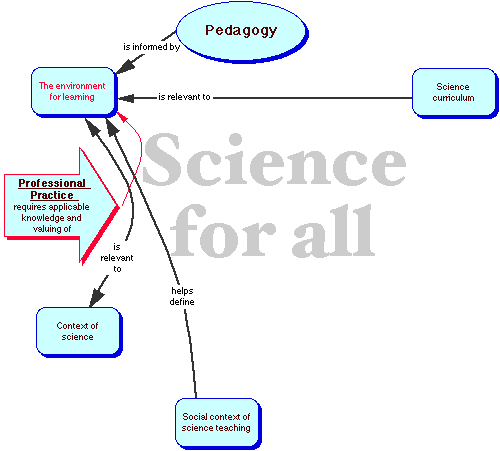 Pedagogy
is informed by
The environment
for learning
is relevant to
Science
curriculum
Science
for all
Professional
Practice
requires applicable
knowledge and
valuing of
is
relevant
to
helps
define
Context of
science
Social context of
science teaching